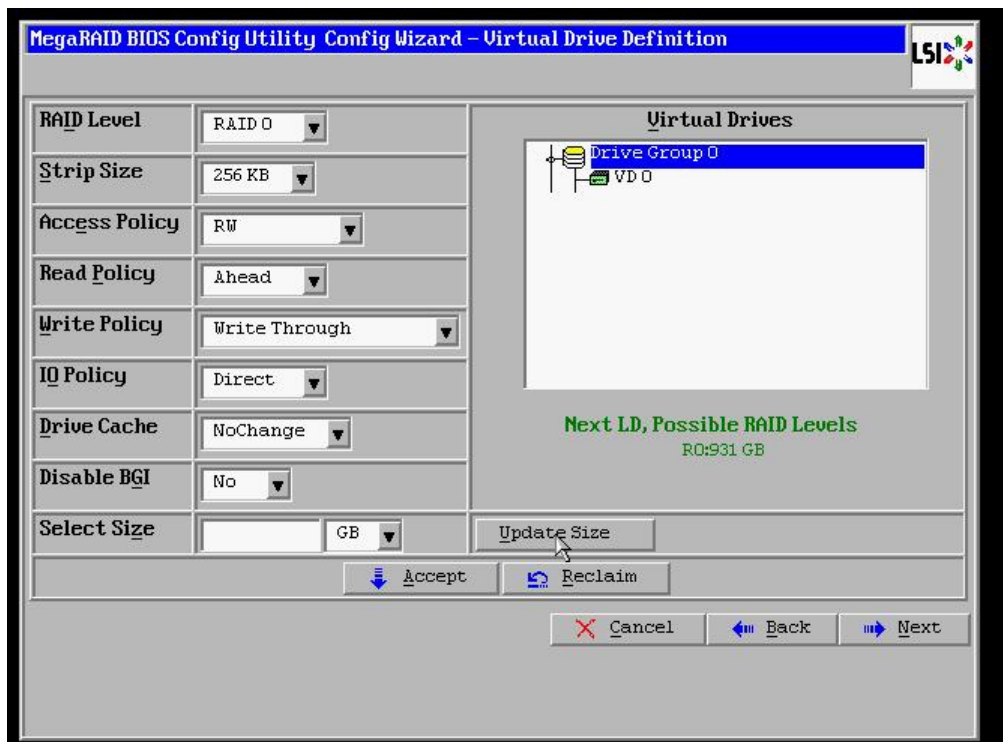 MegaRAID BIOS Config Utility Config Wizard – Virtual Drive Definition
LSI
RAID Level
RAID 0
Strip Size
256 KB
Access Policy
RW
Read Policy
Ahead
Write Policy
Write Through
IO Policy
Direct
Drive Cache
NoChange
Disable BGI
No
Select Size
GB
Update Size
Virtual Drives
Drive Group 0
VD 0
Next LD, Possible RAID Levels
R0:931 GB
Accept
Reclaim
Cancel
Back
Next